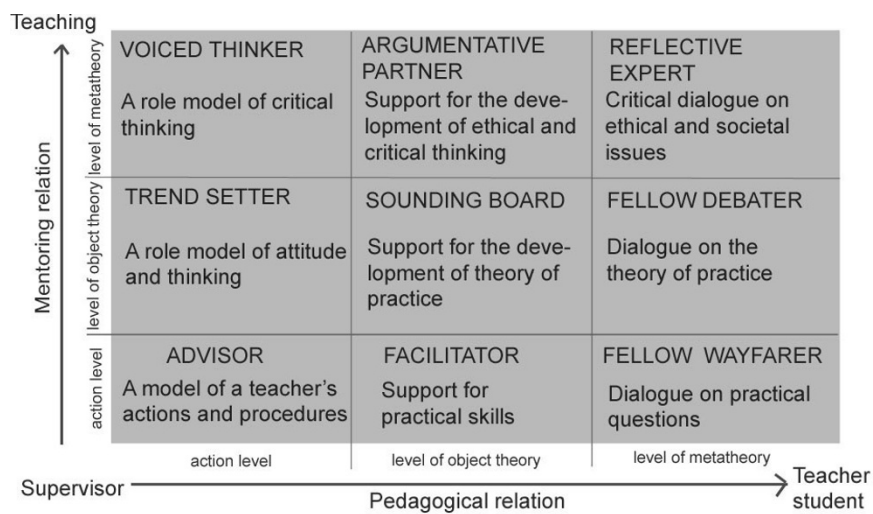 Teaching
Mentoring relation
level of metatheory
VOICED THINKER
A role model of critical
thinking
ARGUMENTATIVE
PARTNER
Support for the deve-
lopment of ethical and
critical thinking
REFLECTIVE
EXPERT
Critical dialogue on
ethical and societal
issues
level of object theory
TREND SETTER
A role model of attitude
and thinking
SOUNDING BOARD
Support for the deve-
lopment of theory of
practice
FELLOW DEBATER
Dialogue on the
theory of practice
action level
ADVISOR
A model of a teacher's
actions and procedures
FACILITATOR
Support for
practical skills
FELLOW WAYFARER
Dialogue on practical
questions
action level
level of object theory
level of metatheory
Supervisor
Pedagogical relation
Teacher
student